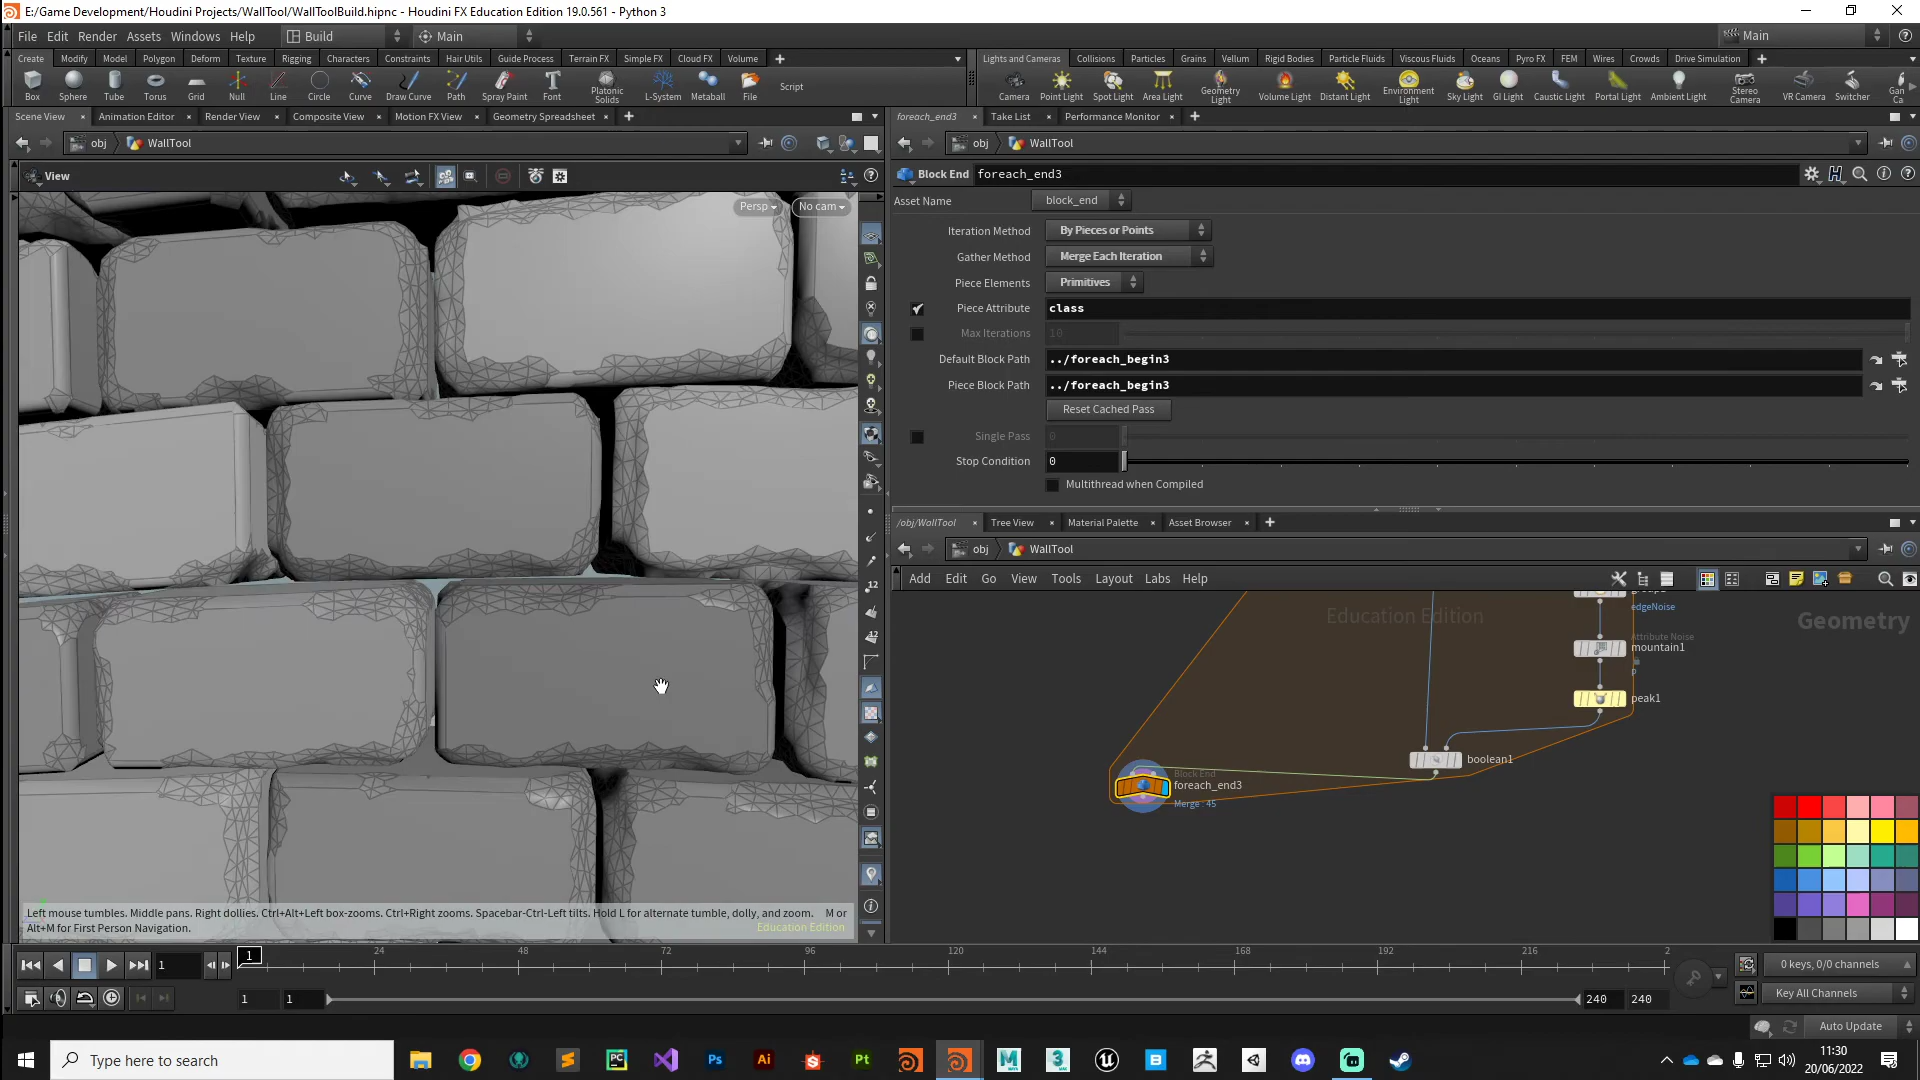 E:/Game Development/Houdini Projects/WallTool/WallToolBuild.hipnc - Houdini FX Education Edition 19.0.561 - Python 3
File Edit Render Assets Windows Help Build Main Main
Create Modify Model Polygon Deform Texture Rigging Characters Constraints Hair Utils Guide Process Terrain FX Simple FX Cloud FX Volume
Lights and Cameras Collisions Particles Grains Vellum Rigid Bodies Particle Fluids Viscous Fluids Oceans Pyro FX FEM Wires Crowds Drive Simulation
Box Sphere Tube Torus Grid Null Line Circle Curve Draw Curve Path Spray Paint Font Platonic Solids L-System Metaball File Script
Camera Point Light Spot Light Area Light Geometry Light Volume Light Distant Light Environment Light Sky Light GI Light Caustic Light Portal Light Ambient Light Stereo Camera VR Camera Switcher
Scene View Animation Editor Render View Composite View Motion FX View Geometry Spreadsheet
foreach_end3 Take List Performance Monitor
obj WallTool
obj WallTool
View
Persp No cam
Block End foreach_end3
Asset Name block_end
Iteration Method By Pieces or Points
Gather Method Merge Each Iteration
Piece Elements Primitives
Piece Attribute class
Max Iterations 10
Default Block Path ../foreach_begin3
Piece Block Path ../foreach_begin3
Reset Cached Pass
Single Pass 0
Stop Condition 0
Multithread when Compiled
/obj/WallTool Tree View Material Palette Asset Browser
obj WallTool
Add Edit Go View Tools Layout Labs Help
Education Edition
Geometry
edgeNoise
Attribute Noise
mountain1
P
peak1
boolean1
Block End
foreach_end3
Merge : 45
12
12
Left mouse tumbles. Middle pans. Right dollies. Ctrl+Alt+Left box-zooms. Ctrl+Right zooms. Spacebar-Ctrl-Left tilts. Hold L for alternate tumble, dolly, and zoom. M or
Alt+M for First Person Navigation.
Education Edition
1 1 24 48 72 96 120 144 168 192 216 2
0 keys, 0/0 channels
1 1 240 240
Key All Channels
Auto Update
Type here to search
11:30
20/06/2022